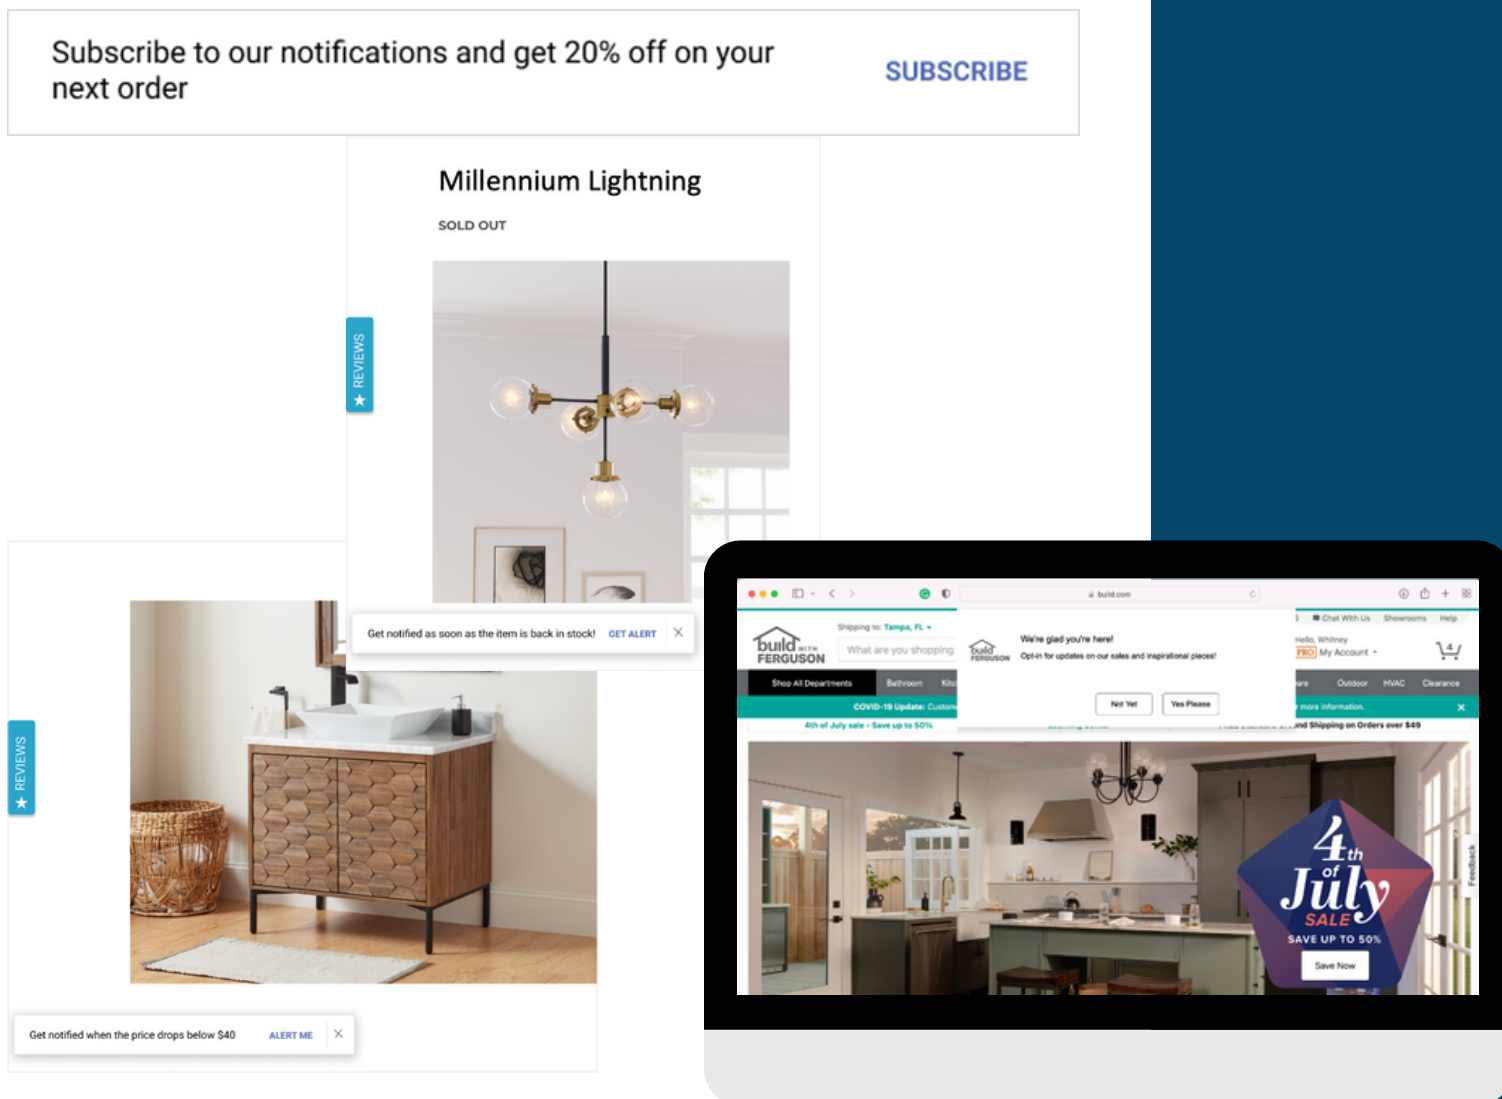 Subscribe to our notifications and get 20% off on your
next order
SUBSCRIBE
Millennium Lightning
SOLD OUT
★ REVIEWS
Get notified as soon as the item is back in stock!
GET ALERT
★ REVIEWS
Get notified when the price drops below $40
ALERT ME
build.com
Shipping to: Tampa, FL
build WITH
FERGUSON
What are you shopping
build
FERGUSON
We're glad you're here!
Opt-in for updates on our sales and inspirational pieces!
Not Yet
Yes Please
Chat With Us
Showrooms
Help
Hello, Whitney
PRO My Account
4
Shop All Departments
Bathroom
Outdoor
HVAC
Clearance
COVID-19 Update:
r more information.
4th of July sale - Save up to 50%
nd Shipping on Orders over $49
4th
of
July
SALE
SAVE UP TO 50%
Save Now
Feedback